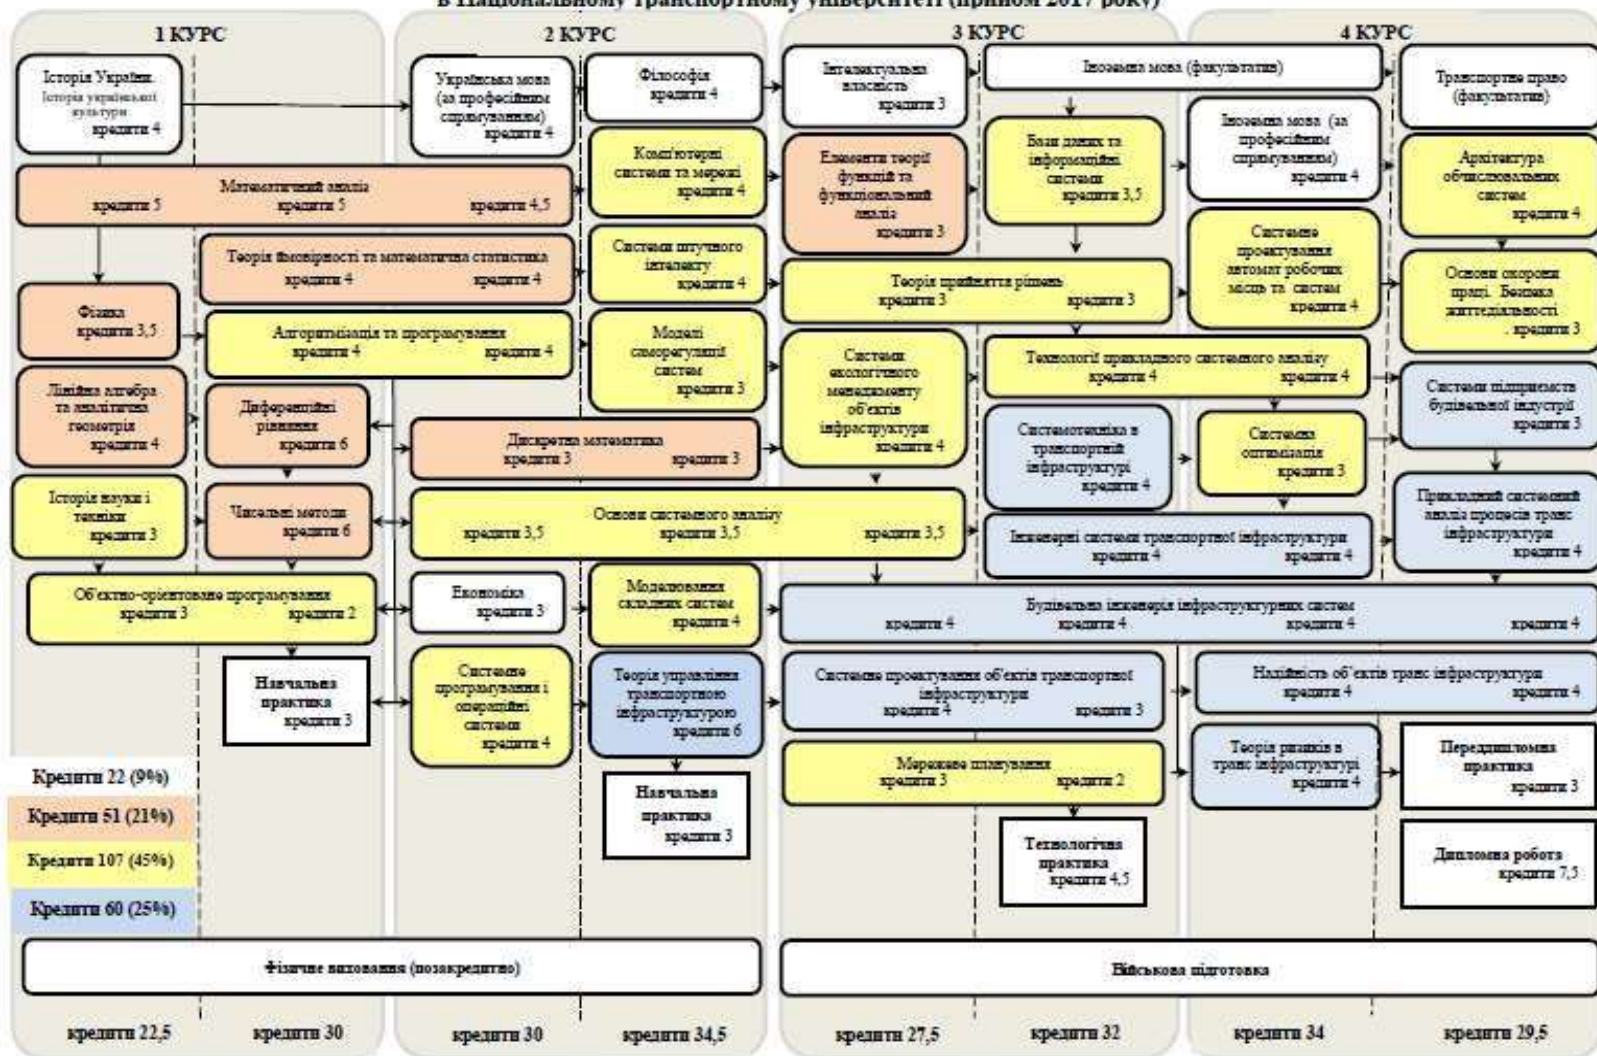 в Національному транспортному університеті (прийом 2017 року)
1 КУРС
2 КУРС
3 КУРС
4 КУРС
Історія України.
Історія української
культури
кредити 4
Українська мова
(за професійним
спрямуванням)
кредити 4
Філософія
кредити 4
Інтелектуальна
власність
кредити 3
Іноземна мова (факультатив)
Транспортне право
(факультатив)
Математичний аналіз
кредити 5 кредити 5 кредити 4,5
Комп'ютерні
системи та мережі
кредити 4
Елементи теорії
функцій та
функціональний
аналіз
кредити 3
Бази даних та
інформаційні
системи
кредити 3,5
Іноземна мова (за
професійним
спрямуванням)
кредити 4
Архітектура
обчислювальних
систем
кредити 4
Теорія ймовірності та математична статистика
кредити 4 кредити 4
Системи штучного
інтелекту
кредити 4
Теорія прийняття рішень
кредити 3 кредити 3
Системне
проектування
автомат робочих
місць та систем
кредити 4
Основи охорони
праці. Безпека
життєдіяльності
. кредити 3
Фізика
кредити 3,5
Алгоритмізація та програмування
кредити 4 кредити 4
Моделі
саморегуляції
систем
кредити 3
Системи
екологічного
менеджменту
об'єктів
інфраструктури
кредити 4
Технології прикладного системного аналізу
кредити 4 кредити 4
Системи підприємств
будівельної індустрії
кредити 3
Лінійна алгебра
та аналітична
геометрія
кредити 4
Диференційні
рівняння
кредити 6
Дискретна математика
кредити 3 кредити 3
Системотехніка в
транспортній
інфраструктурі
кредити 4
Системна
оптимізація
кредити 3
Історія науки і
техніки
кредити 3
Чисельні методи
кредити 6
Основи системного аналізу
кредити 3,5 кредити 3,5 кредити 3,5
Інженерні системи транспортної інфраструктури
кредити 4 кредити 4
Прикладний системний
аналіз процесів транс
інфраструктури
кредити 4
Об'єктно-орієнтоване програмування
кредити 3 кредити 2
Економіка
кредити 3
Моделювання
складних систем
кредити 4
Будівельна інженерія інфраструктурних систем
кредити 4 кредити 4 кредити 4 кредити 4
Навчальна
практика
кредити 3
Системне
програмування і
операційні
системи
кредити 4
Теорія управління
транспортною
інфраструктурою
кредити 6
Системне проектування об'єктів транспортної
інфраструктури
кредити 4 кредити 3
Надійність об'єктів транс інфраструктури
кредити 4 кредити 4
Мережеве планування
кредити 3 кредити 2
Теорія ризиків в
транс інфраструктурі
кредити 4
Переддипломна
практика
кредити 3
Навчальна
практика
кредити 3
Технологічна
практика
кредити 4,5
Дипломна робота
кредити 7,5
Кредити 22 (9%)
Кредити 51 (21%)
Кредити 107 (45%)
Кредити 60 (25%)
Фізичне виховання (позакредитно)
Військова підготовка
кредити 22,5
кредити 30
кредити 30
кредити 34,5
кредити 27,5
кредити 32
кредити 34
кредити 29,5